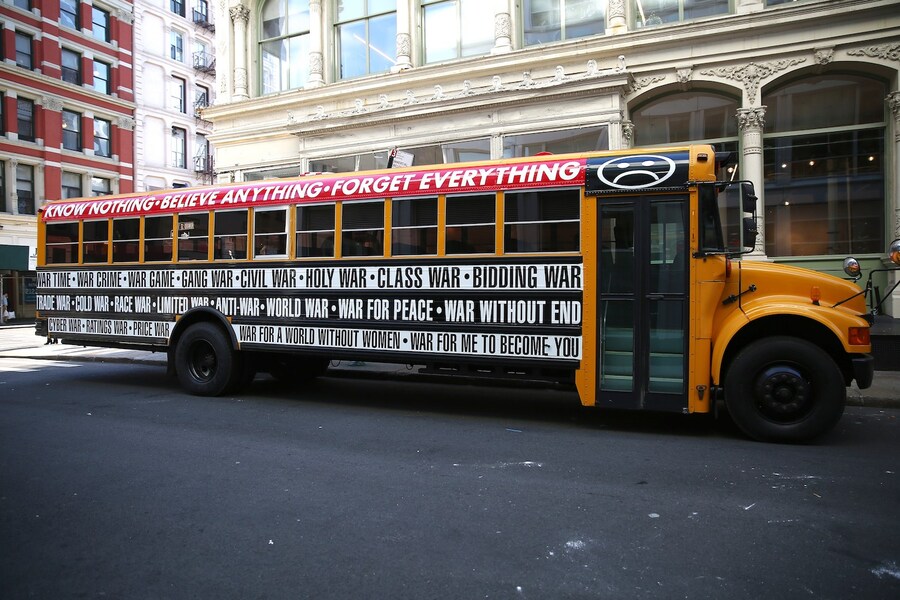 KNOW NOTHING • BELIEVE ANYTHING • FORGET EVERYTHING
WAR TIME • WAR CRIME • WAR GAME • GANG WAR • CIVIL WAR • HOLY WAR • CLASS WAR • BIDDING WAR
TRADE WAR • COLD WAR • RACE WAR • LIMITED WAR • ANTI-WAR • WORLD WAR • WAR FOR PEACE • WAR WITHOUT END
CYBER WAR • RATINGS WAR • PRICE WAR WAR FOR A WORLD WITHOUT WOMEN • WAR FOR ME TO BECOME YOU